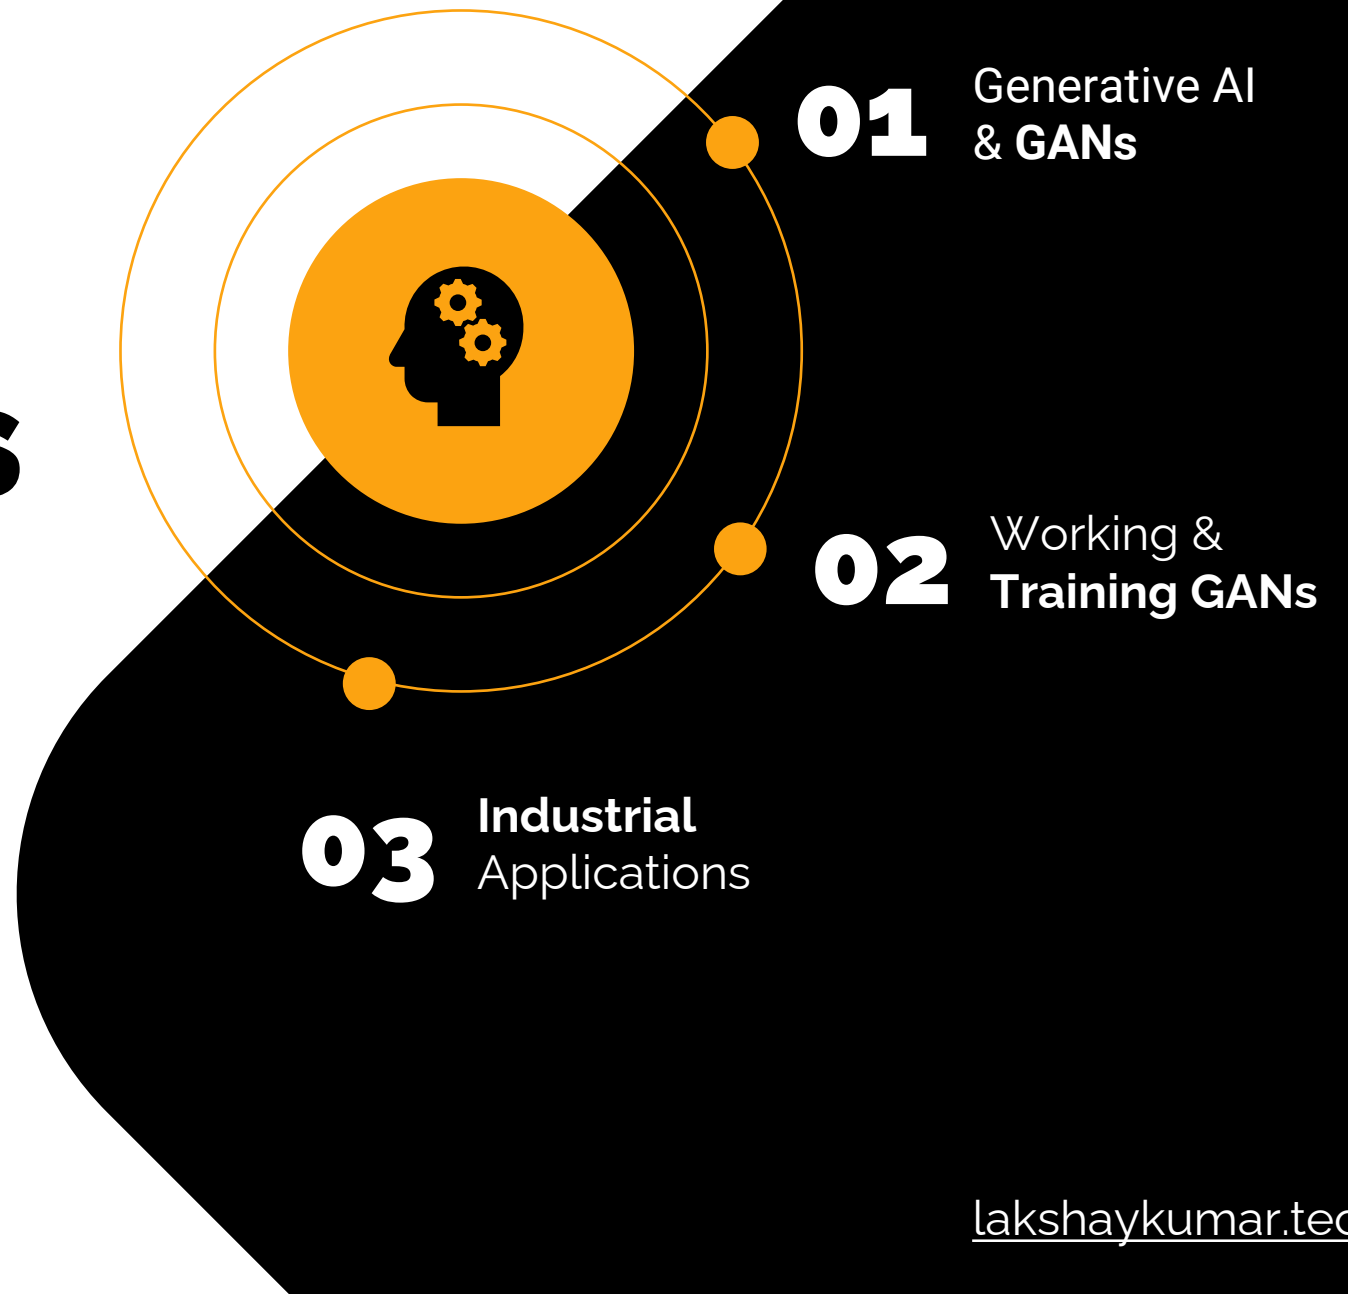 01
Generative AI
& GANs
02
Working &
Training GANs
03
Industrial
Applications